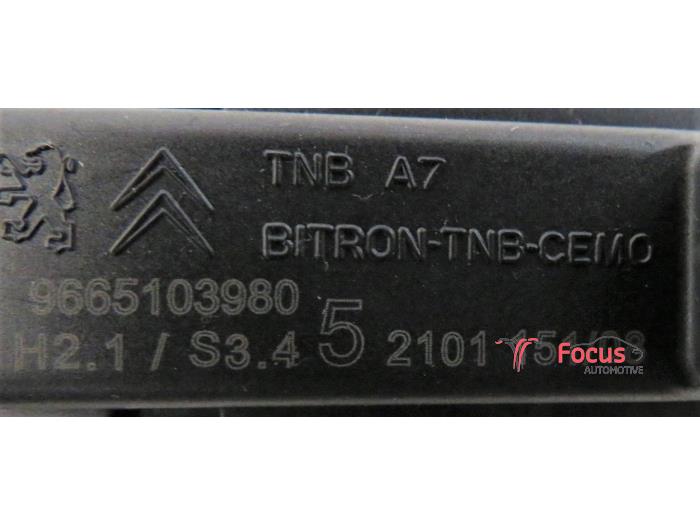 TNB A7
BITRON-TNB-CEMO
9665103980
H2.1 / S3.4 5 2101
Focus
AUTOMOTIVE